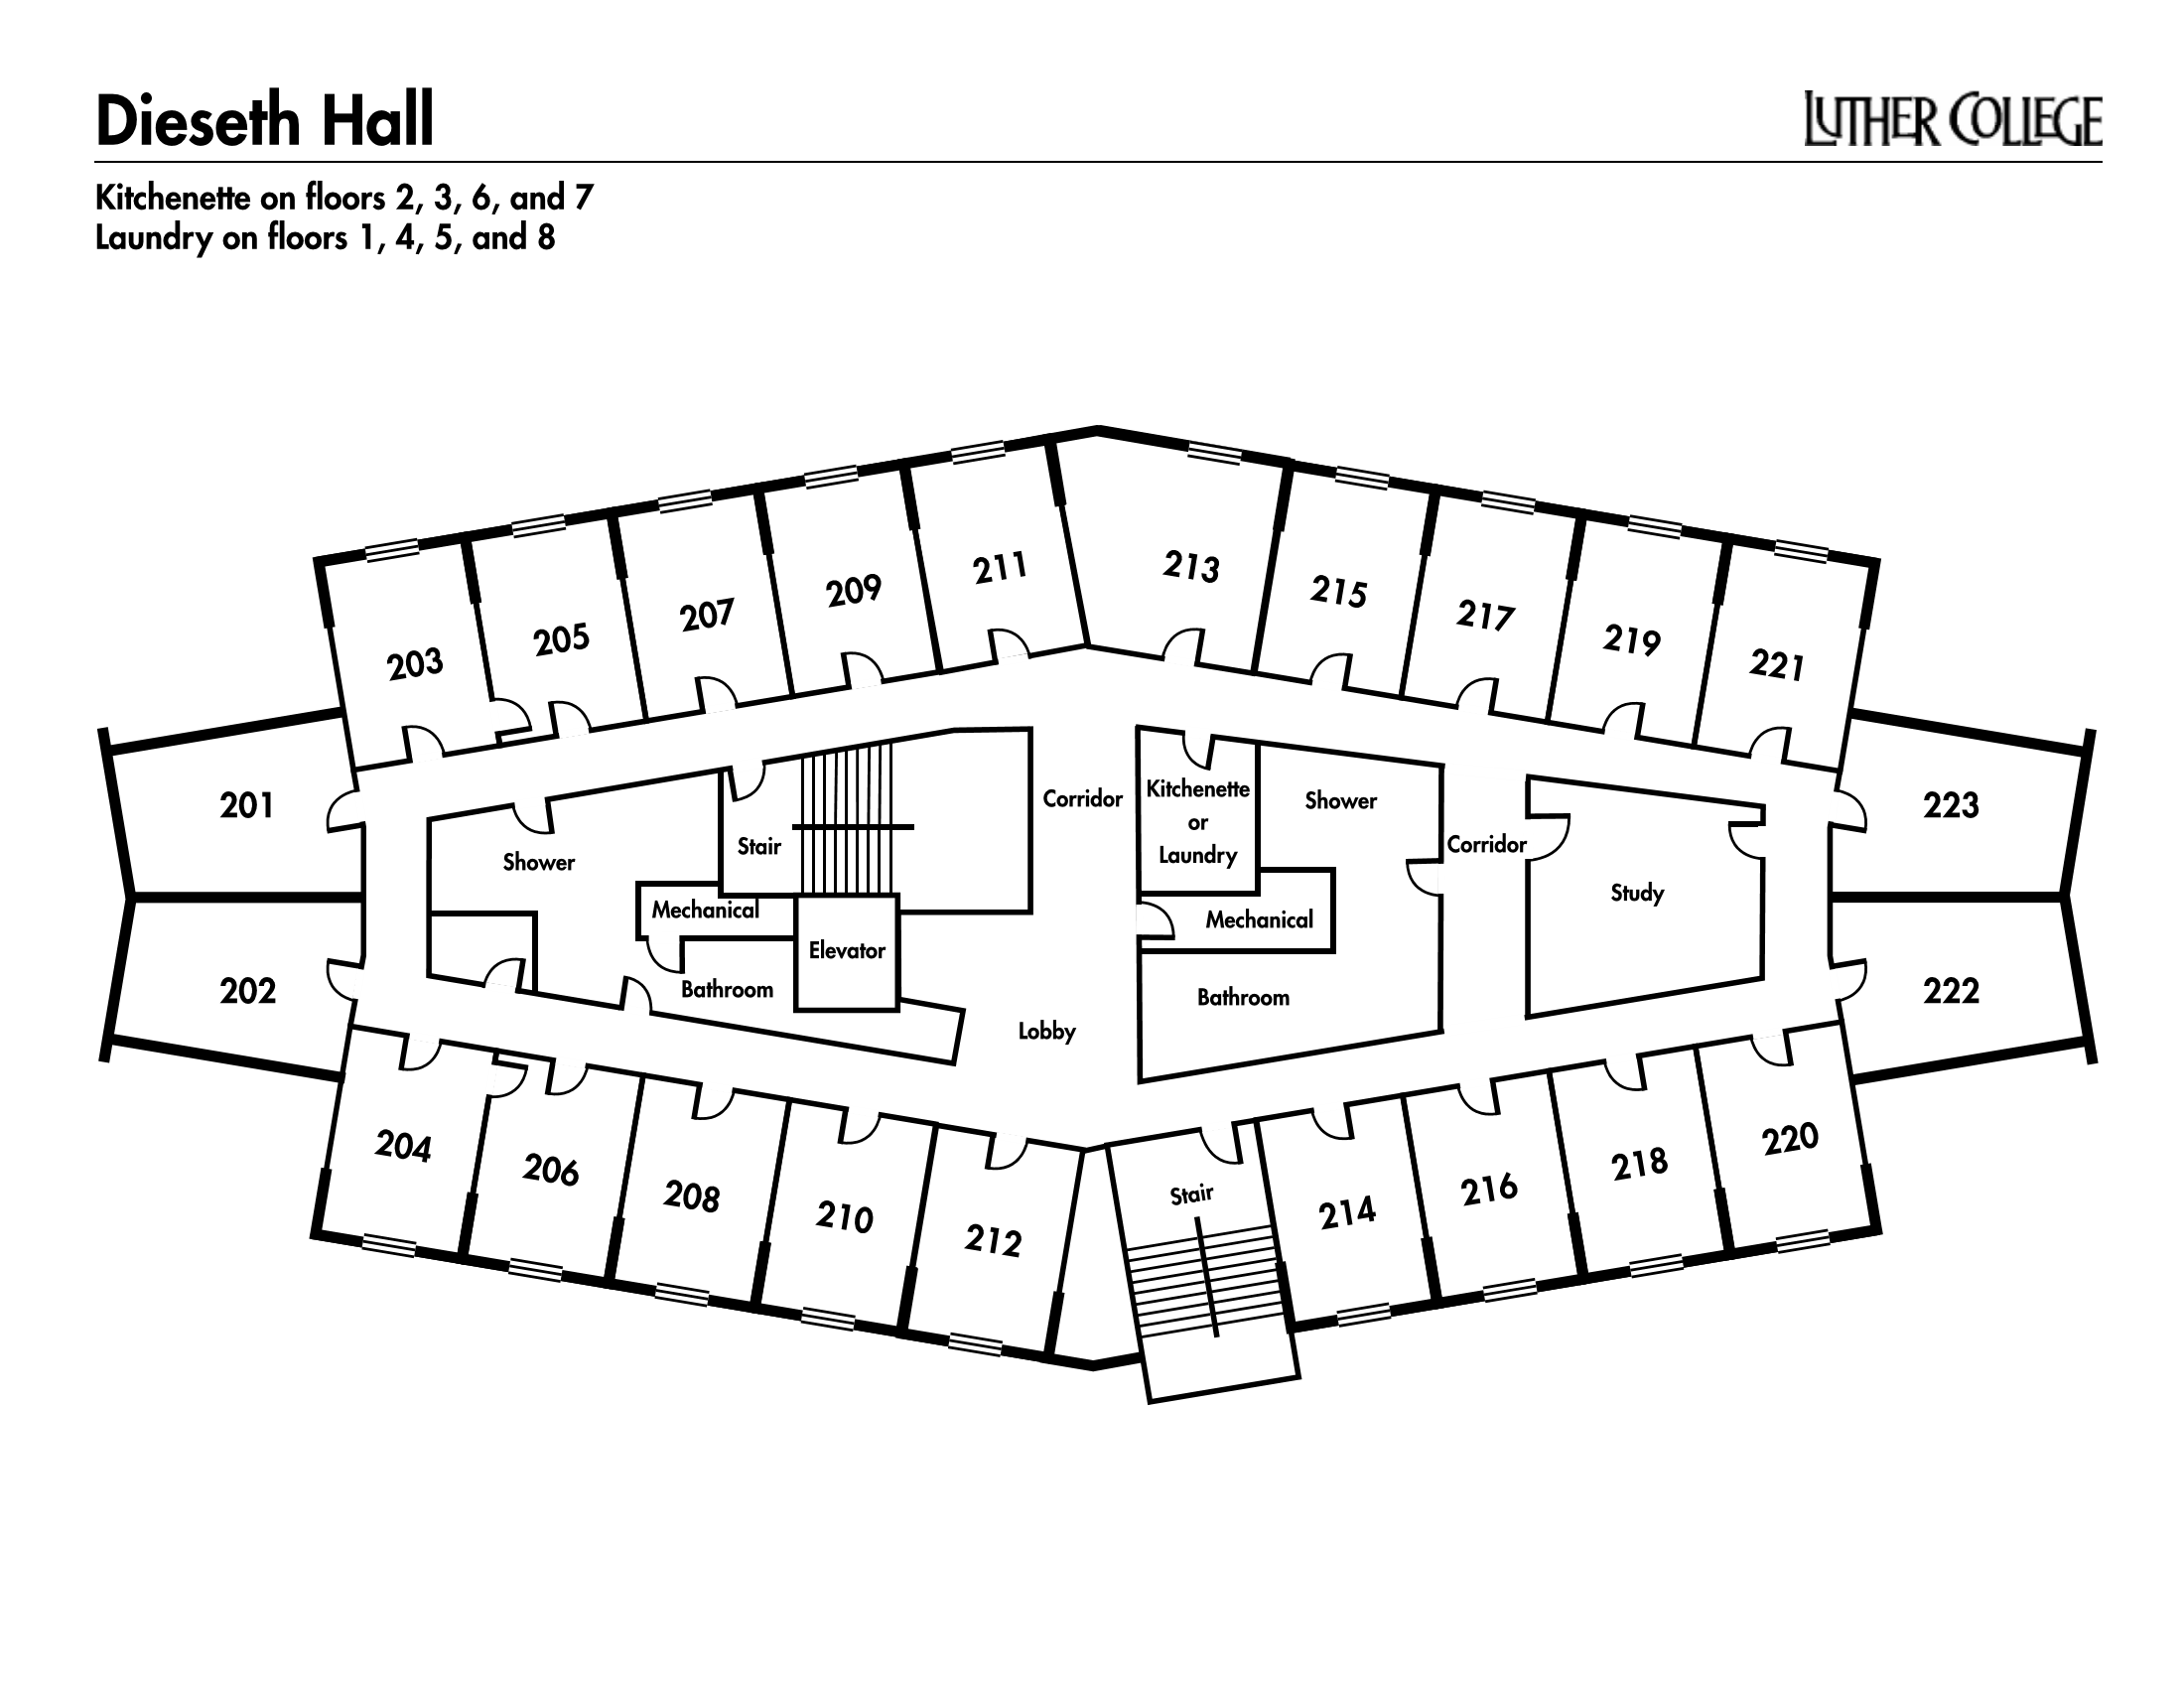 Dieseth Hall
LUTHER COLLEGE
Kitchenette on floors 2, 3, 6, and 7
Laundry on floors 1, 4, 5, and 8
211
213
209
215
207
217
205
219
203
221
201
Shower
Stair
Corridor
Kitchenette
or
Laundry
Shower
Corridor
223
Mechanical
Mechanical
Study
Elevator
202
Bathroom
Bathroom
222
Lobby
204
206
208
210
212
Stair
214
216
218
220